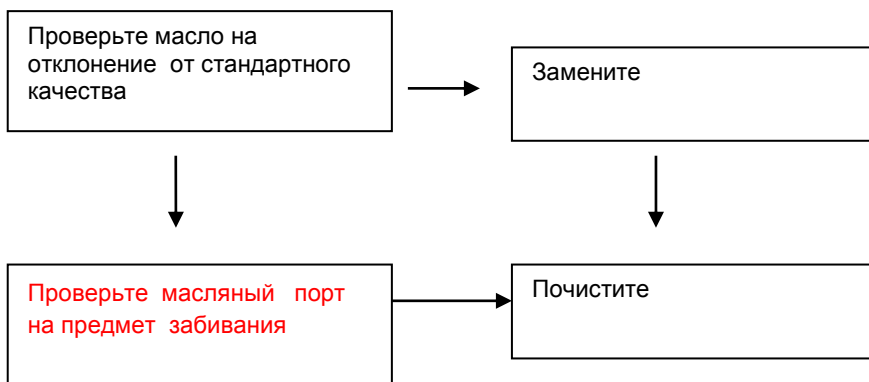 Проверьте масло на
отклонение от стандартного
качества
Замените
Проверьте масляный порт
на предмет забивания
Почистите